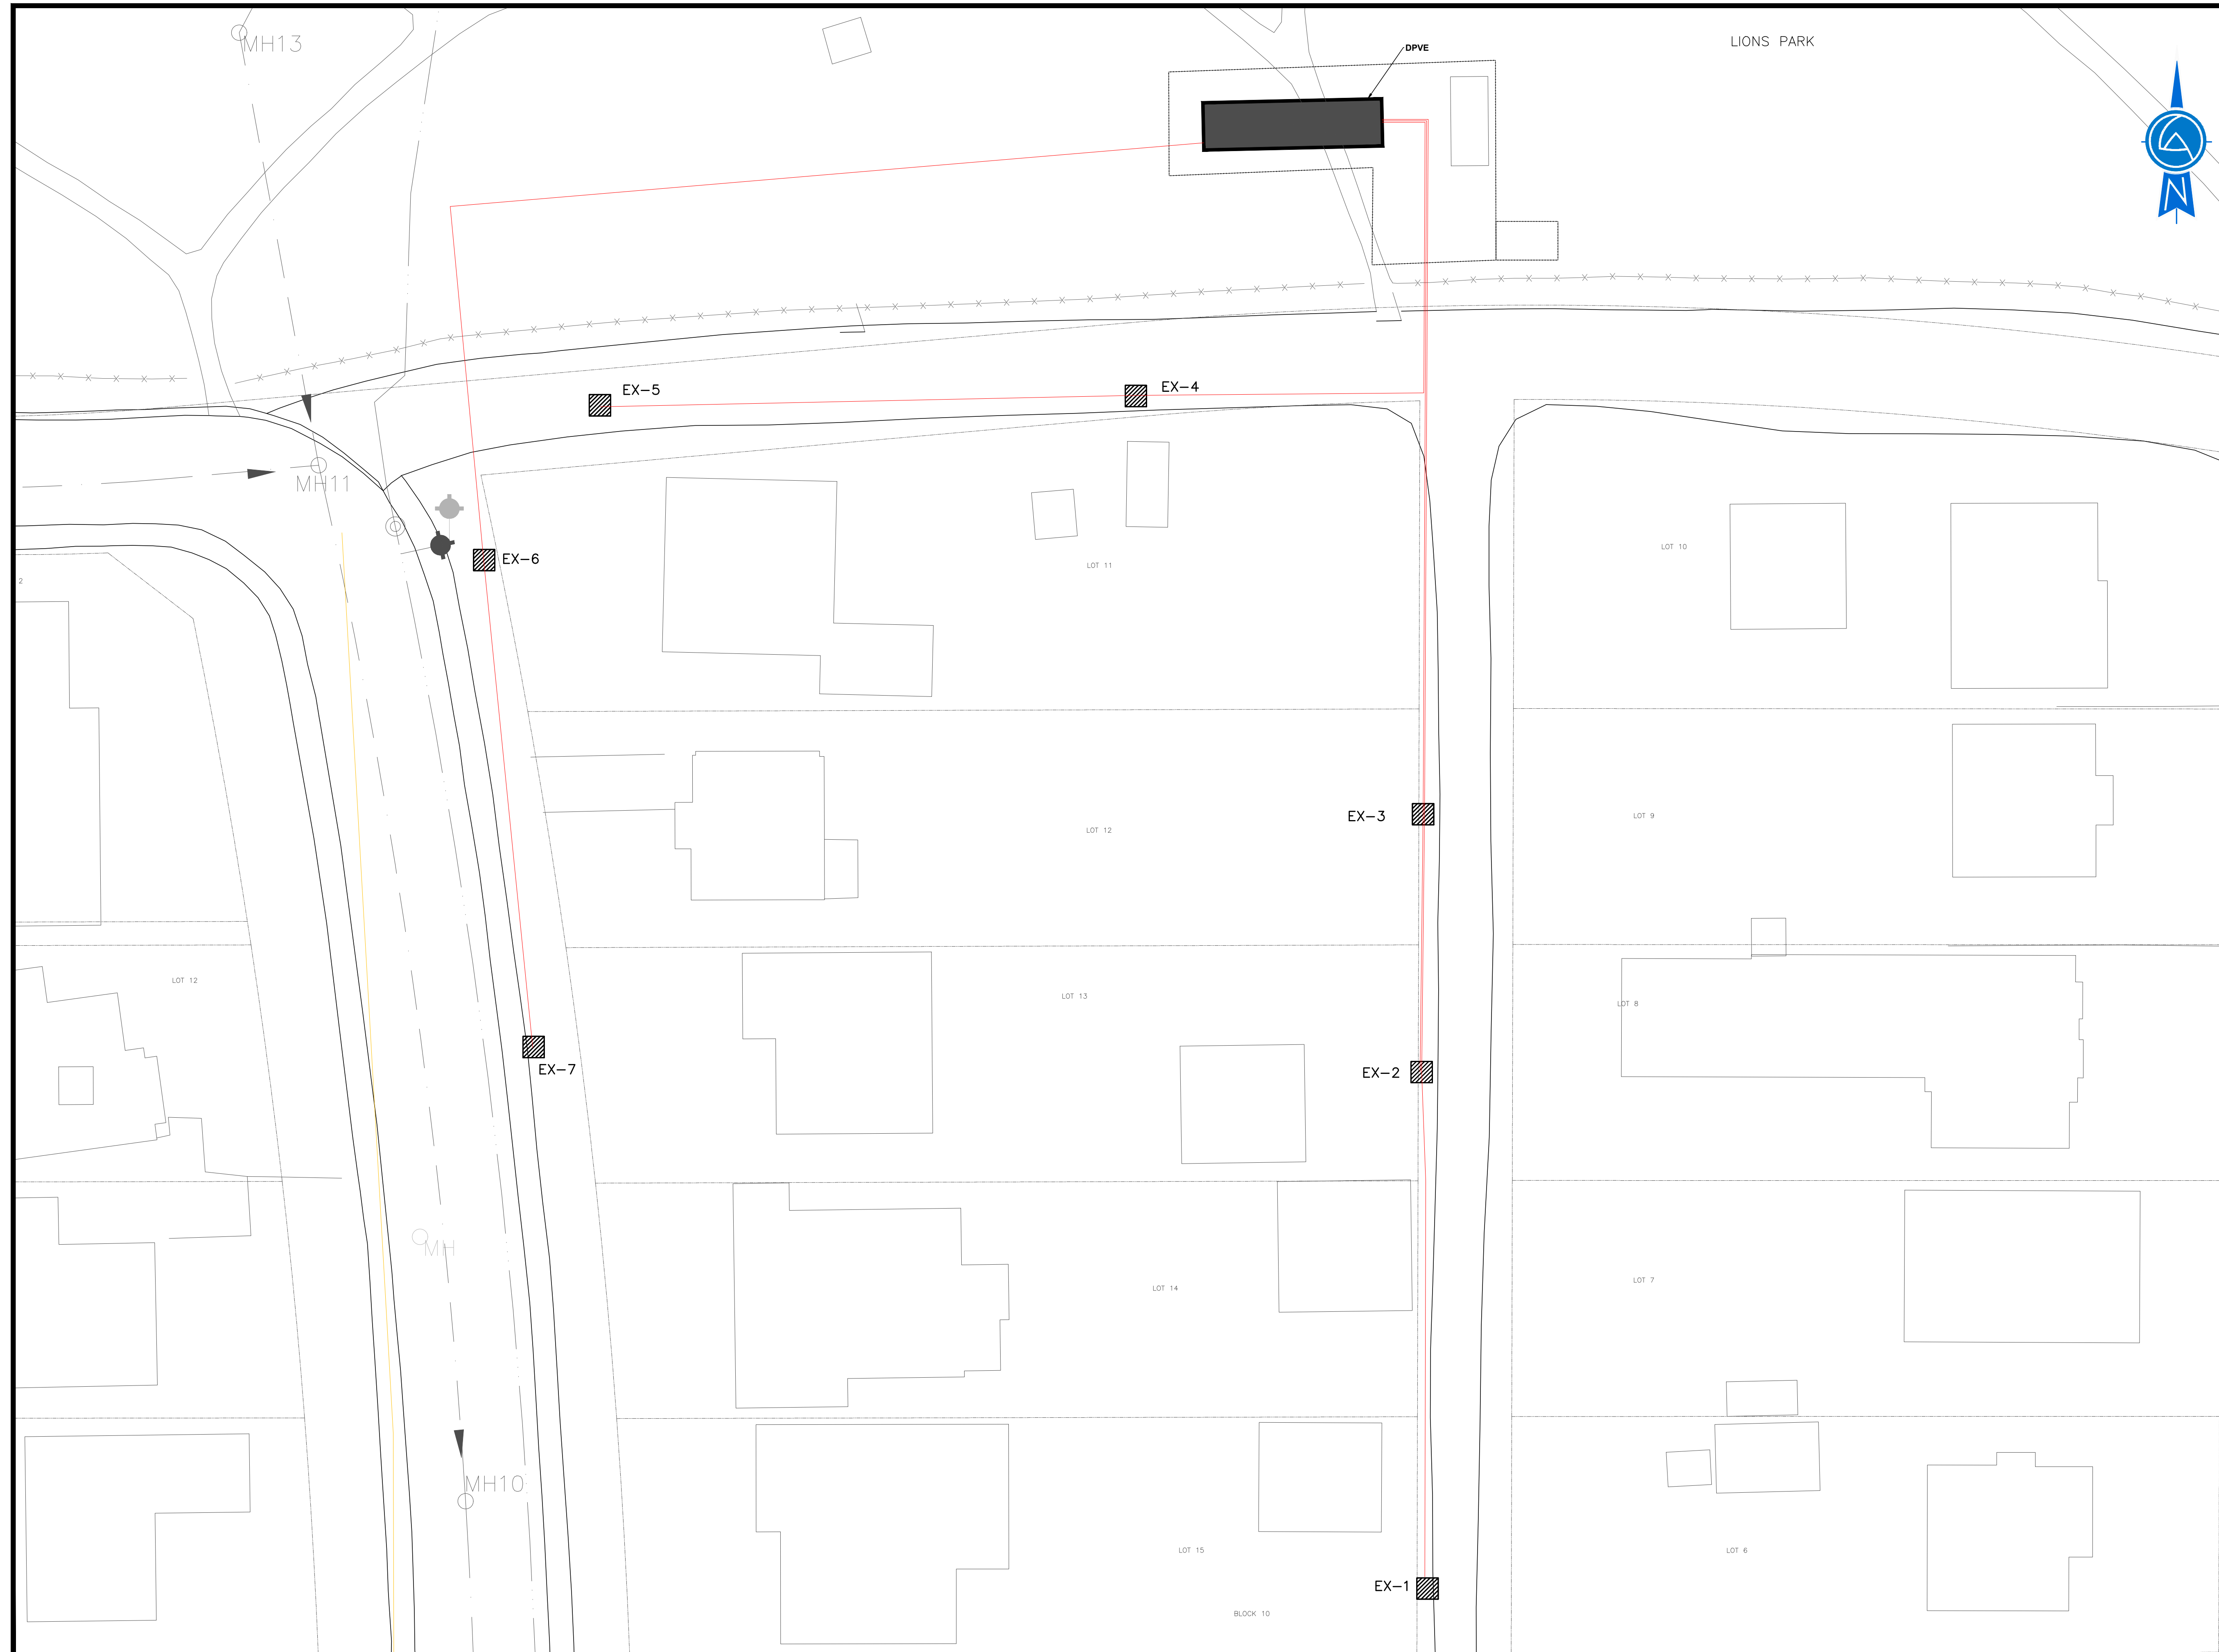 MH13
DPVE
LIONS PARK
N
EX-5
EX-4
MH11
EX-6
LOT 11
LOT 10
2
EX-3
LOT 12
LOT 9
LOT 12
LOT 13
LOT 8
EX-7
EX-2
MH
LOT 14
LOT 7
MH10
LOT 15
LOT 6
EX-1
BLOCK 10